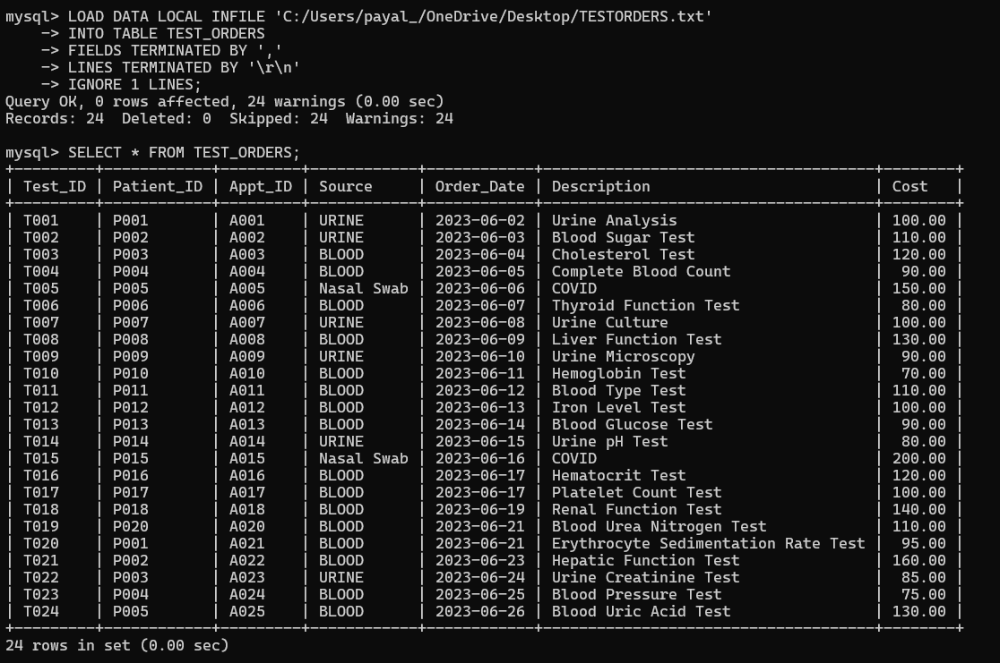 mysql> LOAD DATA LOCAL INFILE 'C:/Users/payal_/OneDrive/Desktop/TESTORDERS.txt'
    -> INTO TABLE TEST_ORDERS
    -> FIELDS TERMINATED BY ','
    -> LINES TERMINATED BY '\r\n'
    -> IGNORE 1 LINES;
Query OK, 0 rows affected, 24 warnings (0.00 sec)
Records: 24  Deleted: 0  Skipped: 24  Warnings: 24

mysql> SELECT * FROM TEST_ORDERS;
+---------+------------+---------+------------+------------+-------------------------------------+--------+
| Test_ID | Patient_ID | Appt_ID | Source     | Order_Date | Description                         | Cost   |
+---------+------------+---------+------------+------------+-------------------------------------+--------+
| T001    | P001       | A001    | URINE      | 2023-06-02 | Urine Analysis                      | 100.00 |
| T002    | P002       | A002    | URINE      | 2023-06-03 | Blood Sugar Test                    | 110.00 |
| T003    | P003       | A003    | BLOOD      | 2023-06-04 | Cholesterol Test                    | 120.00 |
| T004    | P004       | A004    | BLOOD      | 2023-06-05 | Complete Blood Count                |  90.00 |
| T005    | P005       | A005    | Nasal Swab | 2023-06-06 | COVID                               | 150.00 |
| T006    | P006       | A006    | BLOOD      | 2023-06-07 | Thyroid Function Test               |  80.00 |
| T007    | P007       | A007    | URINE      | 2023-06-08 | Urine Culture                       | 100.00 |
| T008    | P008       | A008    | BLOOD      | 2023-06-09 | Liver Function Test                 | 130.00 |
| T009    | P009       | A009    | URINE      | 2023-06-10 | Urine Microscopy                    |  90.00 |
| T010    | P010       | A010    | BLOOD      | 2023-06-11 | Hemoglobin Test                     |  70.00 |
| T011    | P011       | A011    | BLOOD      | 2023-06-12 | Blood Type Test                     | 110.00 |
| T012    | P012       | A012    | BLOOD      | 2023-06-13 | Iron Level Test                     | 100.00 |
| T013    | P013       | A013    | BLOOD      | 2023-06-14 | Blood Glucose Test                  |  90.00 |
| T014    | P014       | A014    | URINE      | 2023-06-15 | Urine pH Test                       |  80.00 |
| T015    | P015       | A015    | Nasal Swab | 2023-06-16 | COVID                               | 200.00 |
| T016    | P016       | A016    | BLOOD      | 2023-06-17 | Hematocrit Test                     | 120.00 |
| T017    | P017       | A017    | BLOOD      | 2023-06-17 | Platelet Count Test                 | 100.00 |
| T018    | P018       | A018    | BLOOD      | 2023-06-19 | Renal Function Test                 | 140.00 |
| T019    | P020       | A020    | BLOOD      | 2023-06-21 | Blood Urea Nitrogen Test            | 110.00 |
| T020    | P001       | A021    | BLOOD      | 2023-06-21 | Erythrocyte Sedimentation Rate Test |  95.00 |
| T021    | P002       | A022    | BLOOD      | 2023-06-23 | Hepatic Function Test               | 160.00 |
| T022    | P003       | A023    | URINE      | 2023-06-24 | Urine Creatinine Test               |  85.00 |
| T023    | P004       | A024    | BLOOD      | 2023-06-25 | Blood Pressure Test                 |  75.00 |
| T024    | P005       | A025    | BLOOD      | 2023-06-26 | Blood Uric Acid Test                | 130.00 |
+---------+------------+---------+------------+------------+-------------------------------------+--------+
24 rows in set (0.00 sec)